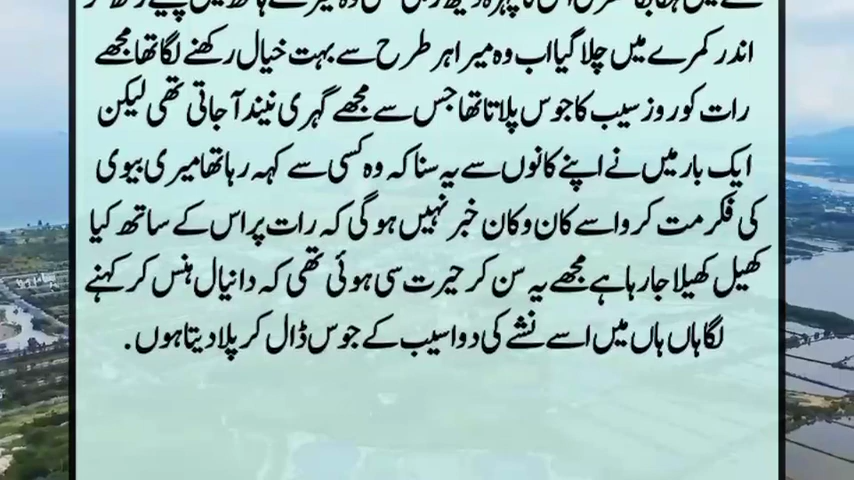 اندر کمرے میں چلا گیا اب وہ میرا ہر طرح سے بہت خیال رکھنے لگا تھا مجھے
رات کو روز سیب کا جوس پلاتا تھا جس سے مجھے گہری نیند آ جاتی تھی لیکن
ایک بار میں نے اپنے کانوں سے یہ سنا کہ وہ کسی سے کہہ رہا تھا میری بیوی
کی فکر مت کرو اسے کان و کان خبر نہیں ہو گی کہ رات پر اس کے ساتھ کیا
کھیل کھیلا جا رہا ہے مجھے یہ سن کر حیرت سی ہوئی تھی کہ دانیال ہنس کر کہنے
لگا ہاں ہاں میں اسے نشے کی دوا سیب کے جوس ڈال کر پلا دیتا ہوں۔